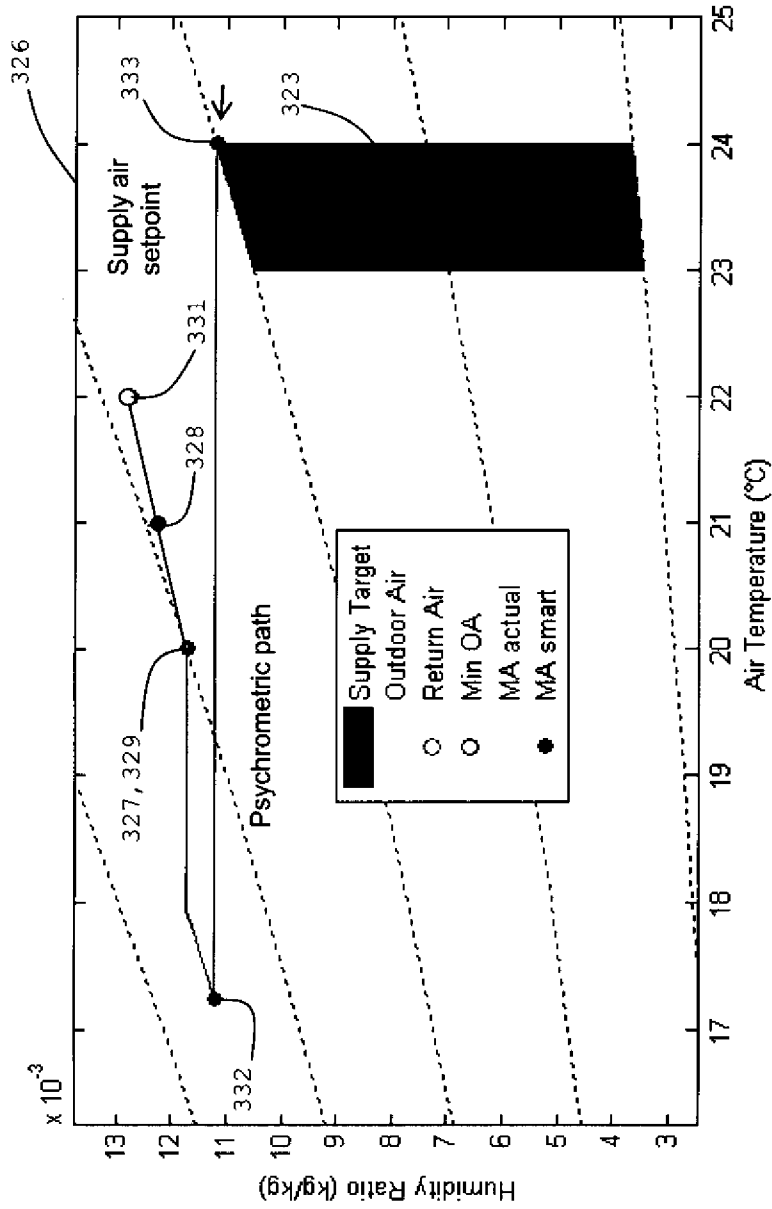 326
333
323
Supply air
setpoint
331
328
327, 329
Psychrometric path
332
Supply Target
Outdoor Air
Return Air
Min OA
MA actual
MA smart
x 10⁻³
13
12
11
10
9
8
7
6
5
4
3
Humidity Ratio (kg/kg)
17
18
19
20
21
22
23
24
25
Air Temperature (°C)